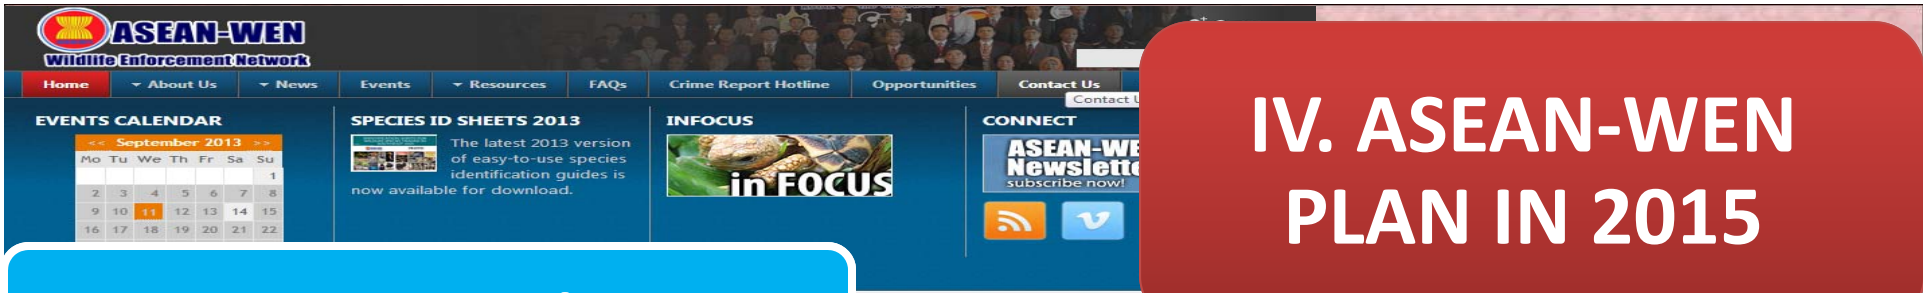 ASEAN-WEN
Wildlife Enforcement Network
Home About Us News Events Resources FAQs Crime Report Hotline Opportunities Contact Us
Contact U
EVENTS CALENDAR
<< September 2013 >>
Mo Tu We Th Fr Sa Su
1
2 3 4 5 6 7 8
9 10 11 12 13 14 15
16 17 18 19 20 21 22
SPECIES ID SHEETS 2013
The latest 2013 version
of easy-to-use species
identification guides is
now available for download.
INFOCUS
in FOCUS
CONNECT
ASEAN-WE
Newslette
subscribe now!
IV. ASEAN-WEN
PLAN IN 2015